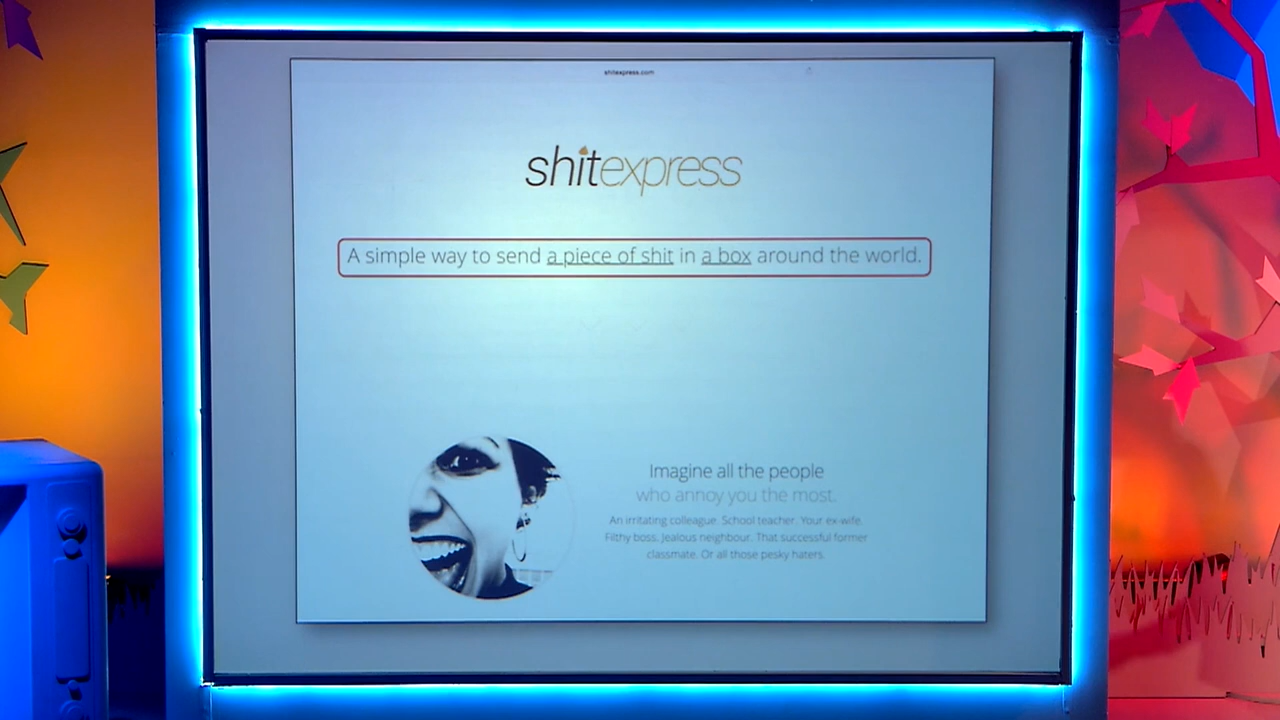 shitexpress.com
shitexpress
A simple way to send a piece of shit in a box around the world.
Imagine all the people
who annoy you the most.
An irritating colleague. School teacher. Your ex-wife.
Filthy boss. Jealous neighbour. That successful former
classmate. Or all those pesky haters.